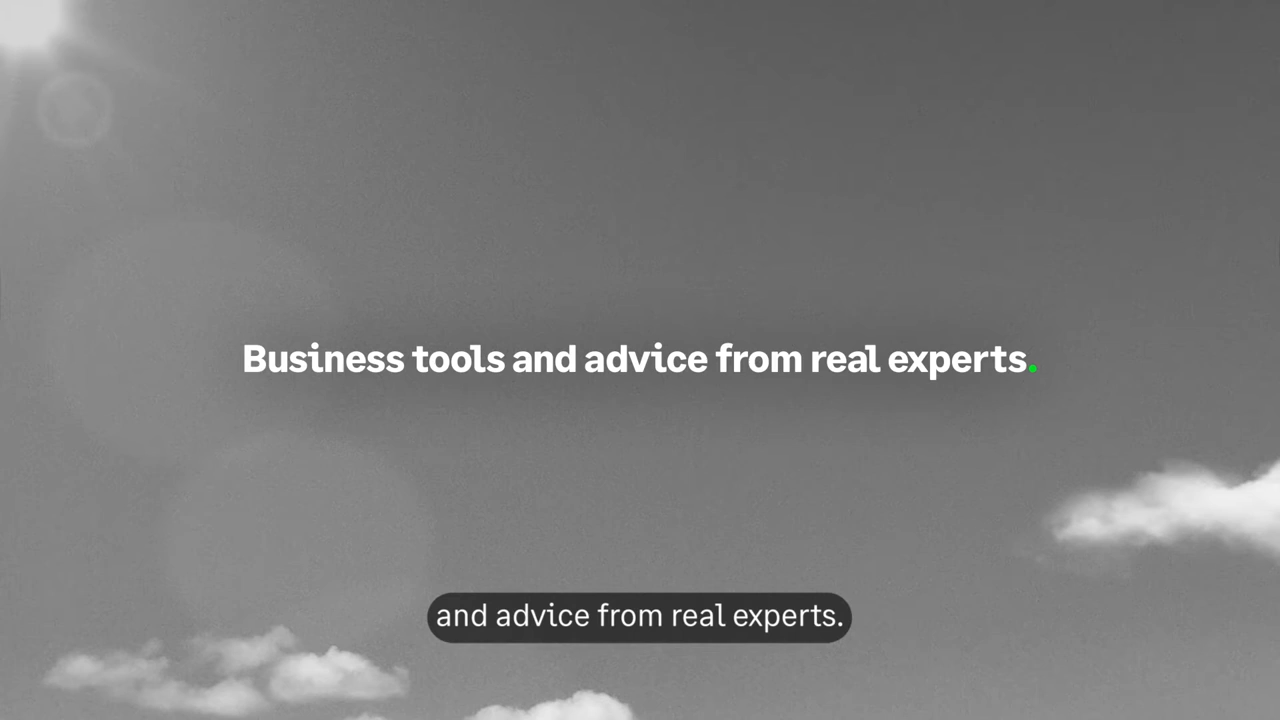 Business tools and advice from real experts.
and advice from real experts.